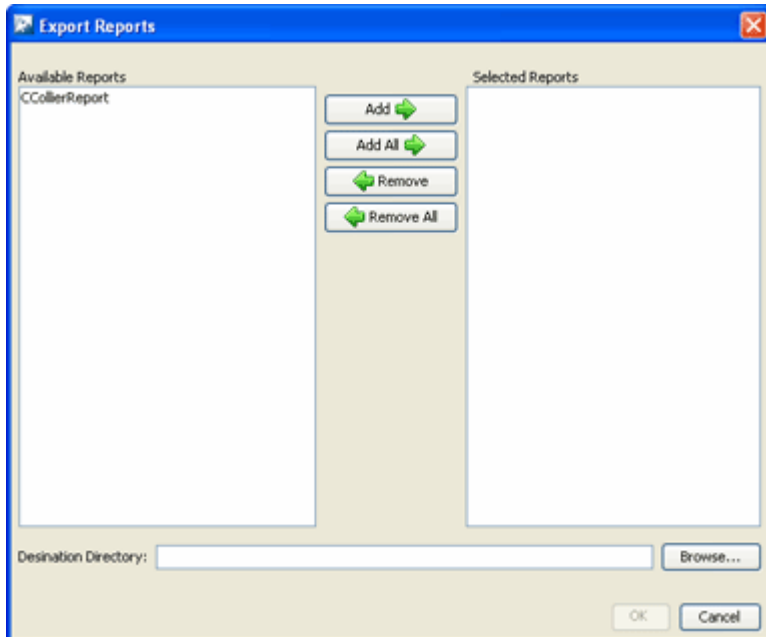 Export Reports
Available Reports
Selected Reports
CCollierReport
Add
Add All
Remove
Remove All
Desination Directory:
Browse...
OK
Cancel